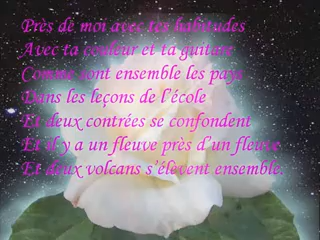 Près de moi avec tes habitudes
Avec ta couleur et ta guitare
Comme sont ensemble les pays
Dans les leçons de l'école
Et deux contrées se confondent
Et il y a un fleuve près d'un fleuve
Et deux volcans s'élèvent ensemble.